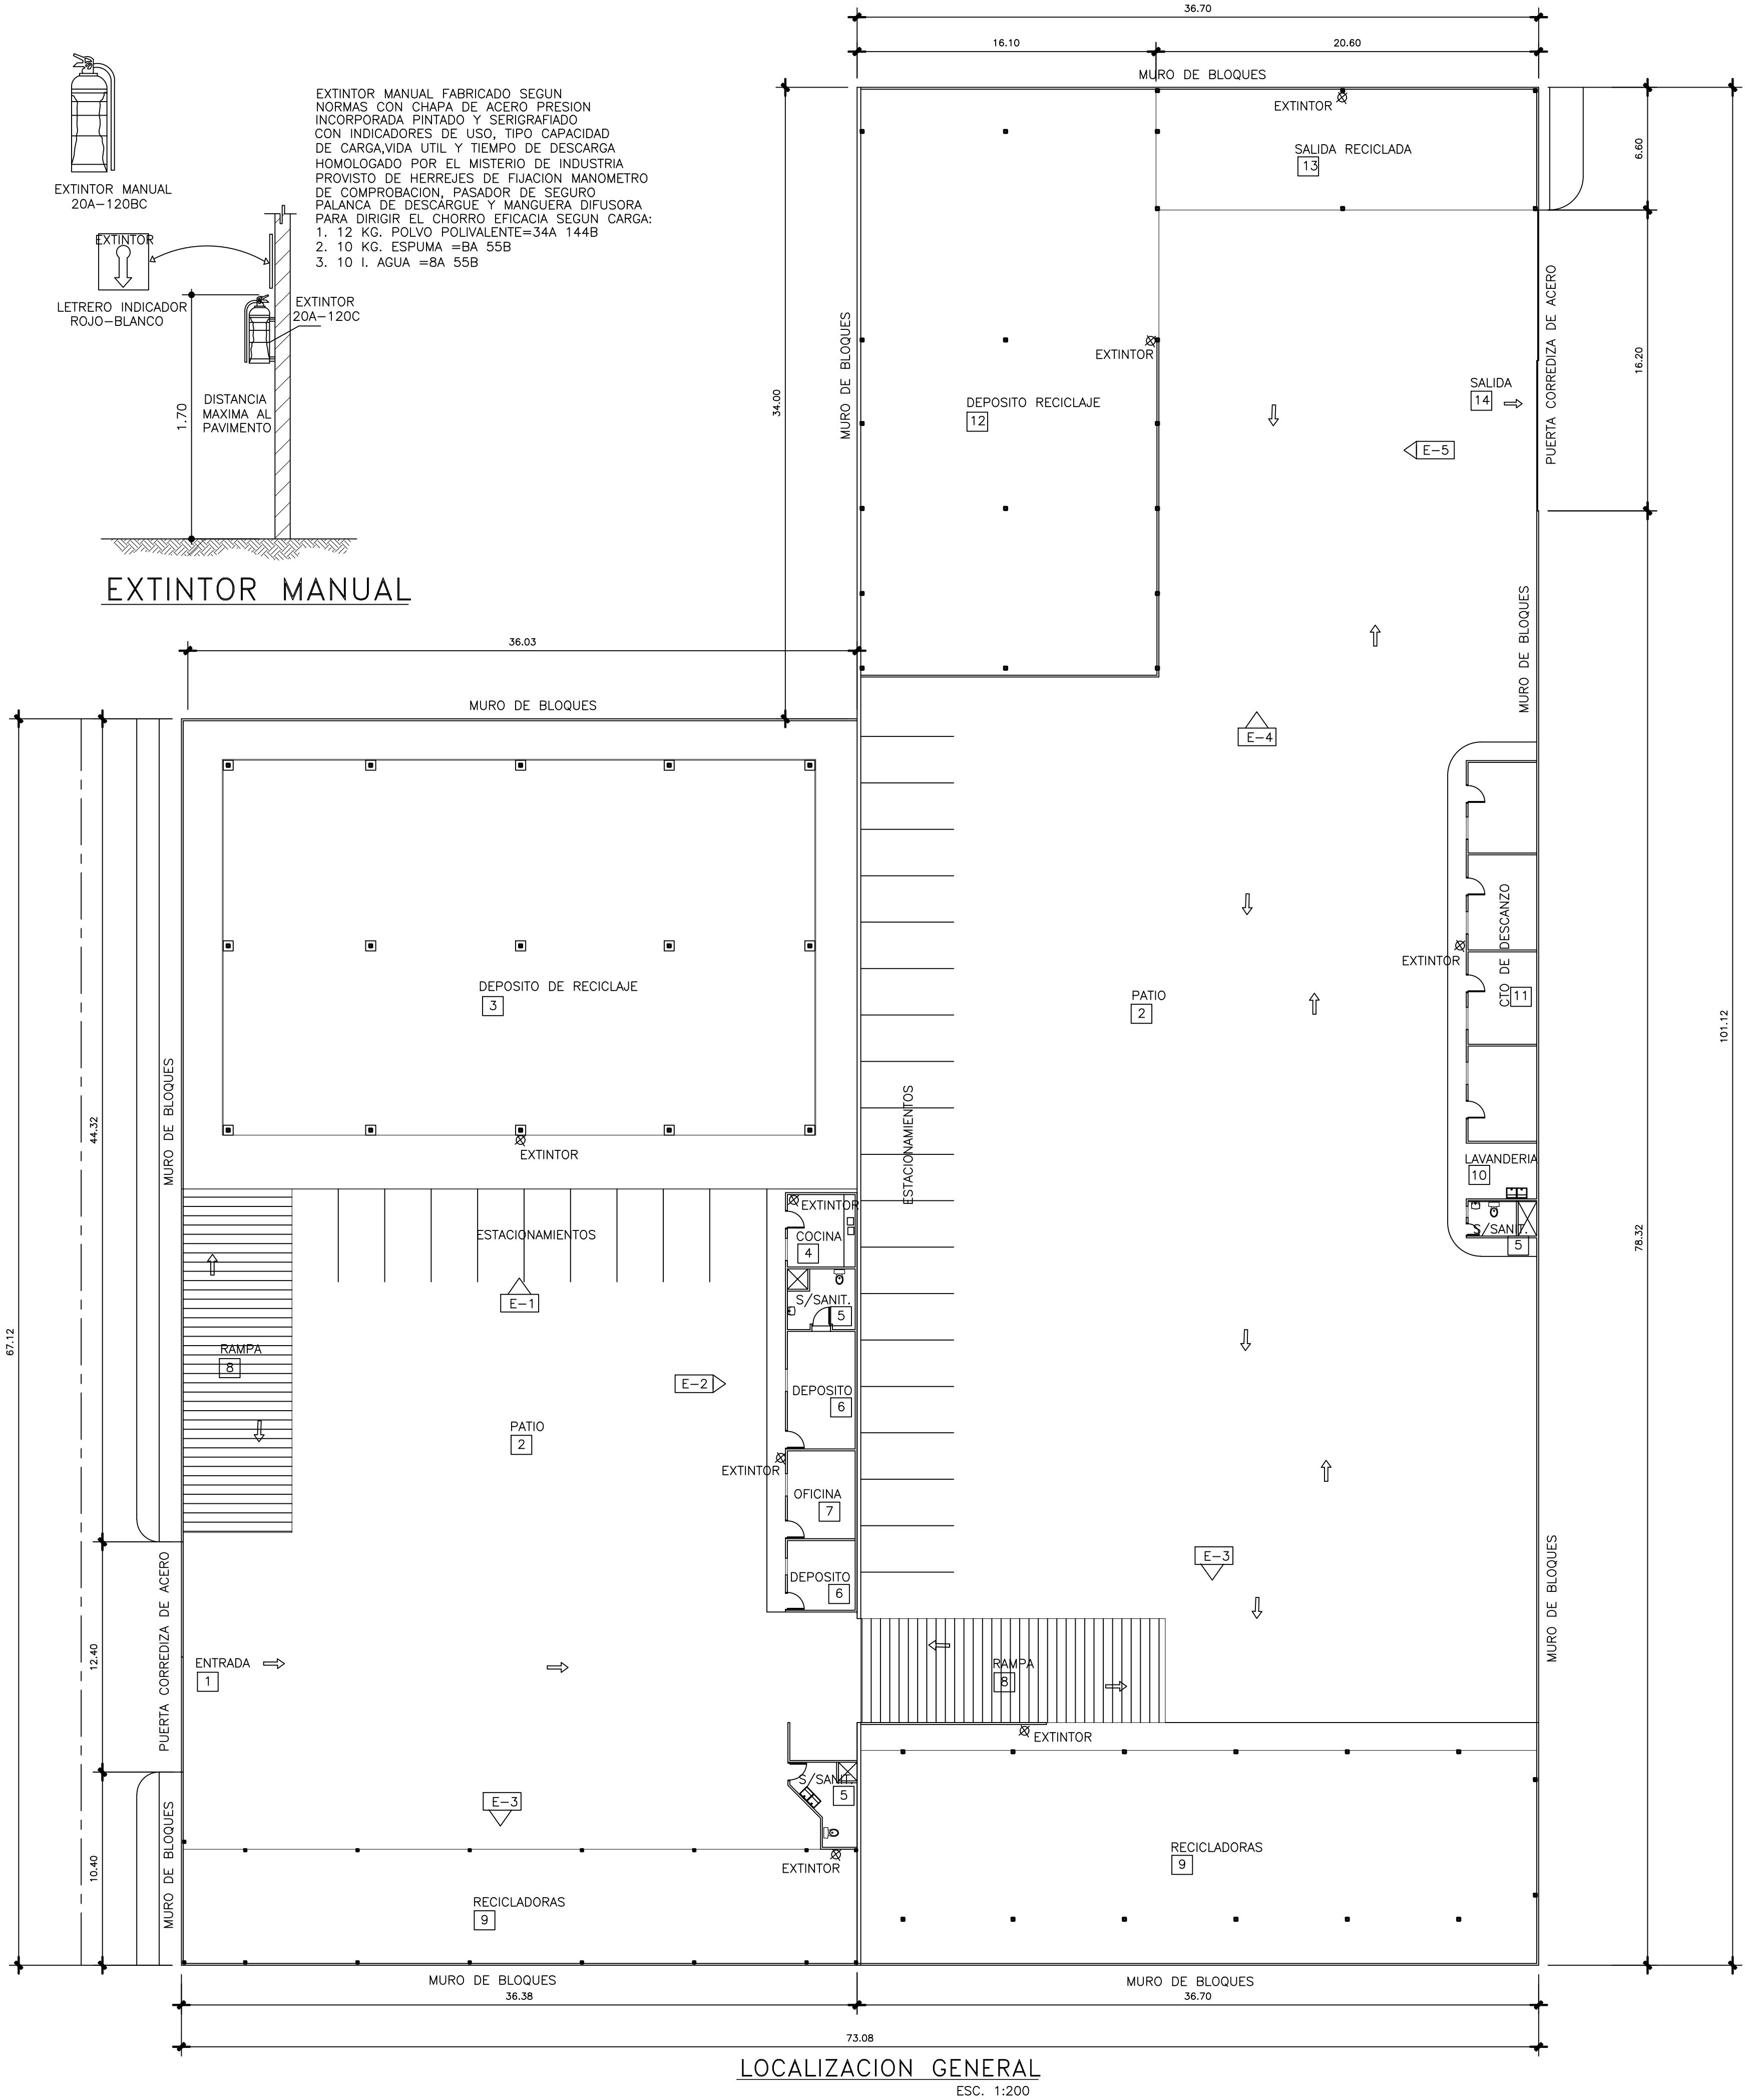 EXTINTOR MANUAL
20A-120BC
EXTINTOR MANUAL FABRICADO SEGUN
NORMAS CON CHAPA DE ACERO PRESION
INCORPORADA PINTADO Y SERIGRAFIADO
CON INDICADORES DE USO, TIPO CAPACIDAD
DE CARGA,VIDA UTIL Y TIEMPO DE DESCARGA
HOMOLOGADO POR EL MISTERIO DE INDUSTRIA
PROVISTO DE HERREJES DE FIJACION MANOMETRO
DE COMPROBACION, PASADOR DE SEGURO
PALANCA DE DESCARGUE Y MANGUERA DIFUSORA
PARA DIRIGIR EL CHORRO EFICACIA SEGUN CARGA:
1. 12 KG. POLVO POLIVALENTE=34A 144B
2. 10 KG. ESPUMA =BA 55B
3. 10 I. AGUA =8A 55B
EXTINTOR
LETRERO INDICADOR
ROJO-BLANCO
EXTINTOR
20A-120C
1.70
DISTANCIA
MAXIMA AL
PAVIMENTO
EXTINTOR MANUAL
36.70
16.10
20.60
MURO DE BLOQUES
EXTINTOR
SALIDA RECICLADA
13
6.60
34.00
MURO DE BLOQUES
EXTINTOR
DEPOSITO RECICLAJE
12
SALIDA
14
E-5
PUERTA CORREDIZA DE ACERO
16.20
MURO DE BLOQUES
36.03
MURO DE BLOQUES
E-4
DEPOSITO DE RECICLAJE
3
EXTINTOR
PATIO
2
ESTACIONAMIENTOS
EXTINTOR
CTO DE DESCANZO
11
LAVANDERIA
10
S/SANIT.
5
101.12
78.32
67.12
44.32
MURO DE BLOQUES
ESTACIONAMIENTOS
E-1
EXTINTOR
COCINA
4
S/SANIT.
5
RAMPA
8
E-2
DEPOSITO
6
PATIO
2
EXTINTOR
OFICINA
7
DEPOSITO
6
E-3
MURO DE BLOQUES
PUERTA CORREDIZA DE ACERO
12.40
ENTRADA
1
RAMPA
8
EXTINTOR
S/SANIT.
5
E-3
EXTINTOR
10.40
MURO DE BLOQUES
RECICLADORAS
9
RECICLADORAS
9
MURO DE BLOQUES
MURO DE BLOQUES
36.38
36.70
73.08
LOCALIZACION GENERAL
ESC. 1:200